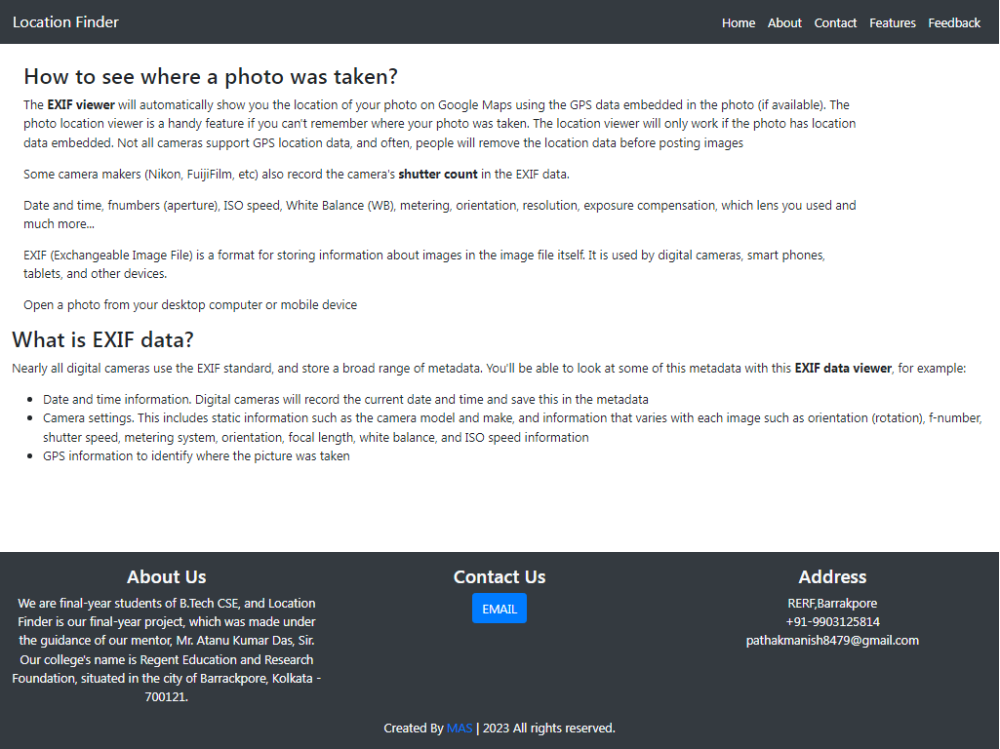 Location Finder
Home About Contact Features Feedback
How to see where a photo was taken?
The EXIF viewer will automatically show you the location of your photo on Google Maps using the GPS data embedded in the photo (if available). The
photo location viewer is a handy feature if you can't remember where your photo was taken. The location viewer will only work if the photo has location
data embedded. Not all cameras support GPS location data, and often, people will remove the location data before posting images
Some camera makers (Nikon, FuijiFilm, etc) also record the camera's shutter count in the EXIF data.
Date and time, fnumbers (aperture), ISO speed, White Balance (WB), metering, orientation, resolution, exposure compensation, which lens you used and
much more...
EXIF (Exchangeable Image File) is a format for storing information about images in the image file itself. It is used by digital cameras, smart phones,
tablets, and other devices.
Open a photo from your desktop computer or mobile device
What is EXIF data?
Nearly all digital cameras use the EXIF standard, and store a broad range of metadata. You'll be able to look at some of this metadata with this EXIF data viewer, for example:
• Date and time information. Digital cameras will record the current date and time and save this in the metadata
• Camera settings. This includes static information such as the camera model and make, and information that varies with each image such as orientation (rotation), f-number,
shutter speed, metering system, orientation, focal length, white balance, and ISO speed information
• GPS information to identify where the picture was taken
About Us
We are final-year students of B.Tech CSE, and Location
Finder is our final-year project, which was made under
the guidance of our mentor, Mr. Atanu Kumar Das, Sir.
Our college's name is Regent Education and Research
Foundation, situated in the city of Barrackpore, Kolkata -
700121.
Contact Us
EMAIL
Address
RERF,Barrakpore
+91-9903125814
pathakmanish8479@gmail.com
Created By MAS | 2023 All rights reserved.